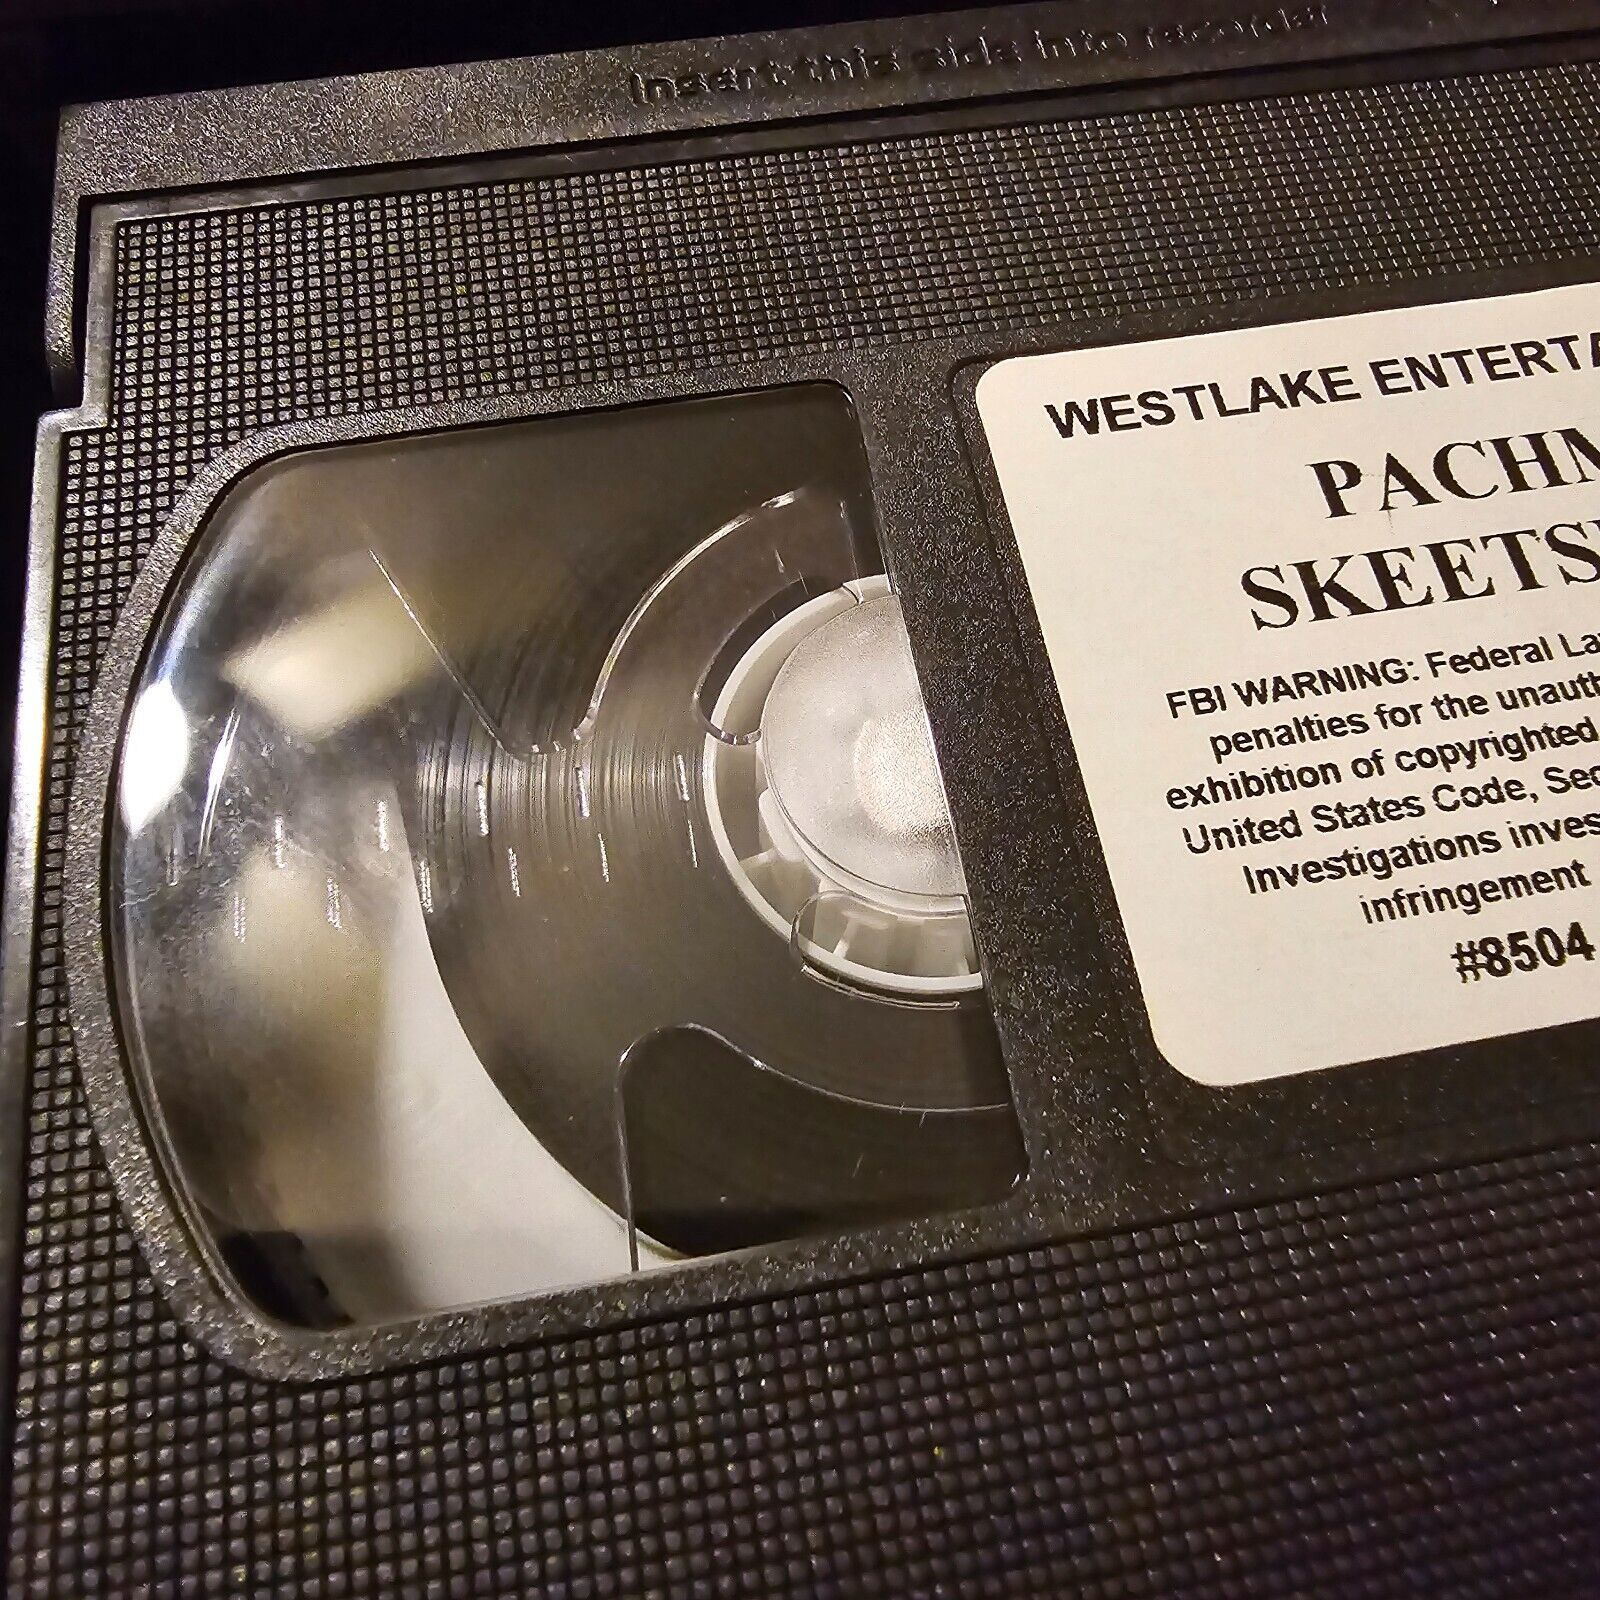 Insert this side into recorder
WESTLAKE ENTERTA
PACHM
SKEETS
FBI WARNING: Federal La
penalties for the unauth
exhibition of copyrighted
United States Code, Sec
Investigations inves
infringement
#8504